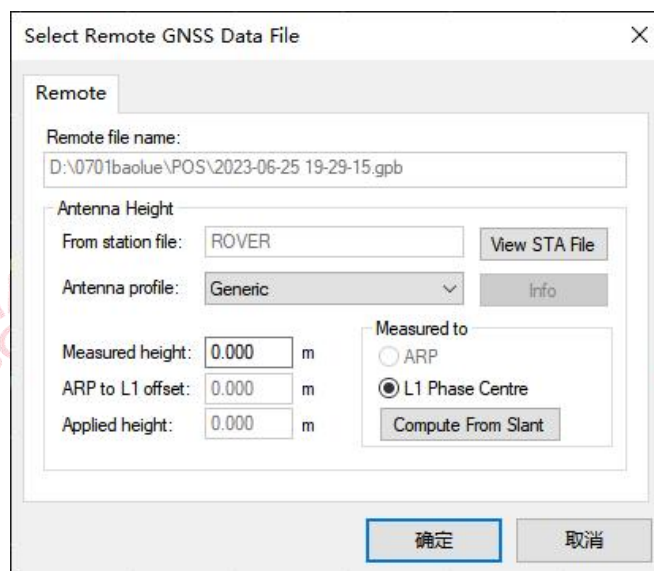 Select Remote GNSS Data File
Remote
Remote file name:
D:\0701baolue\POS\2023-06-25 19-29-15.gpb
Antenna Height
From station file: ROVER View STA File
Antenna profile: Generic Info
Measured to
Measured height: 0.000 m ARP
ARP to L1 offset: 0.000 m L1 Phase Centre
Applied height: 0.000 m Compute From Slant
确定 取消